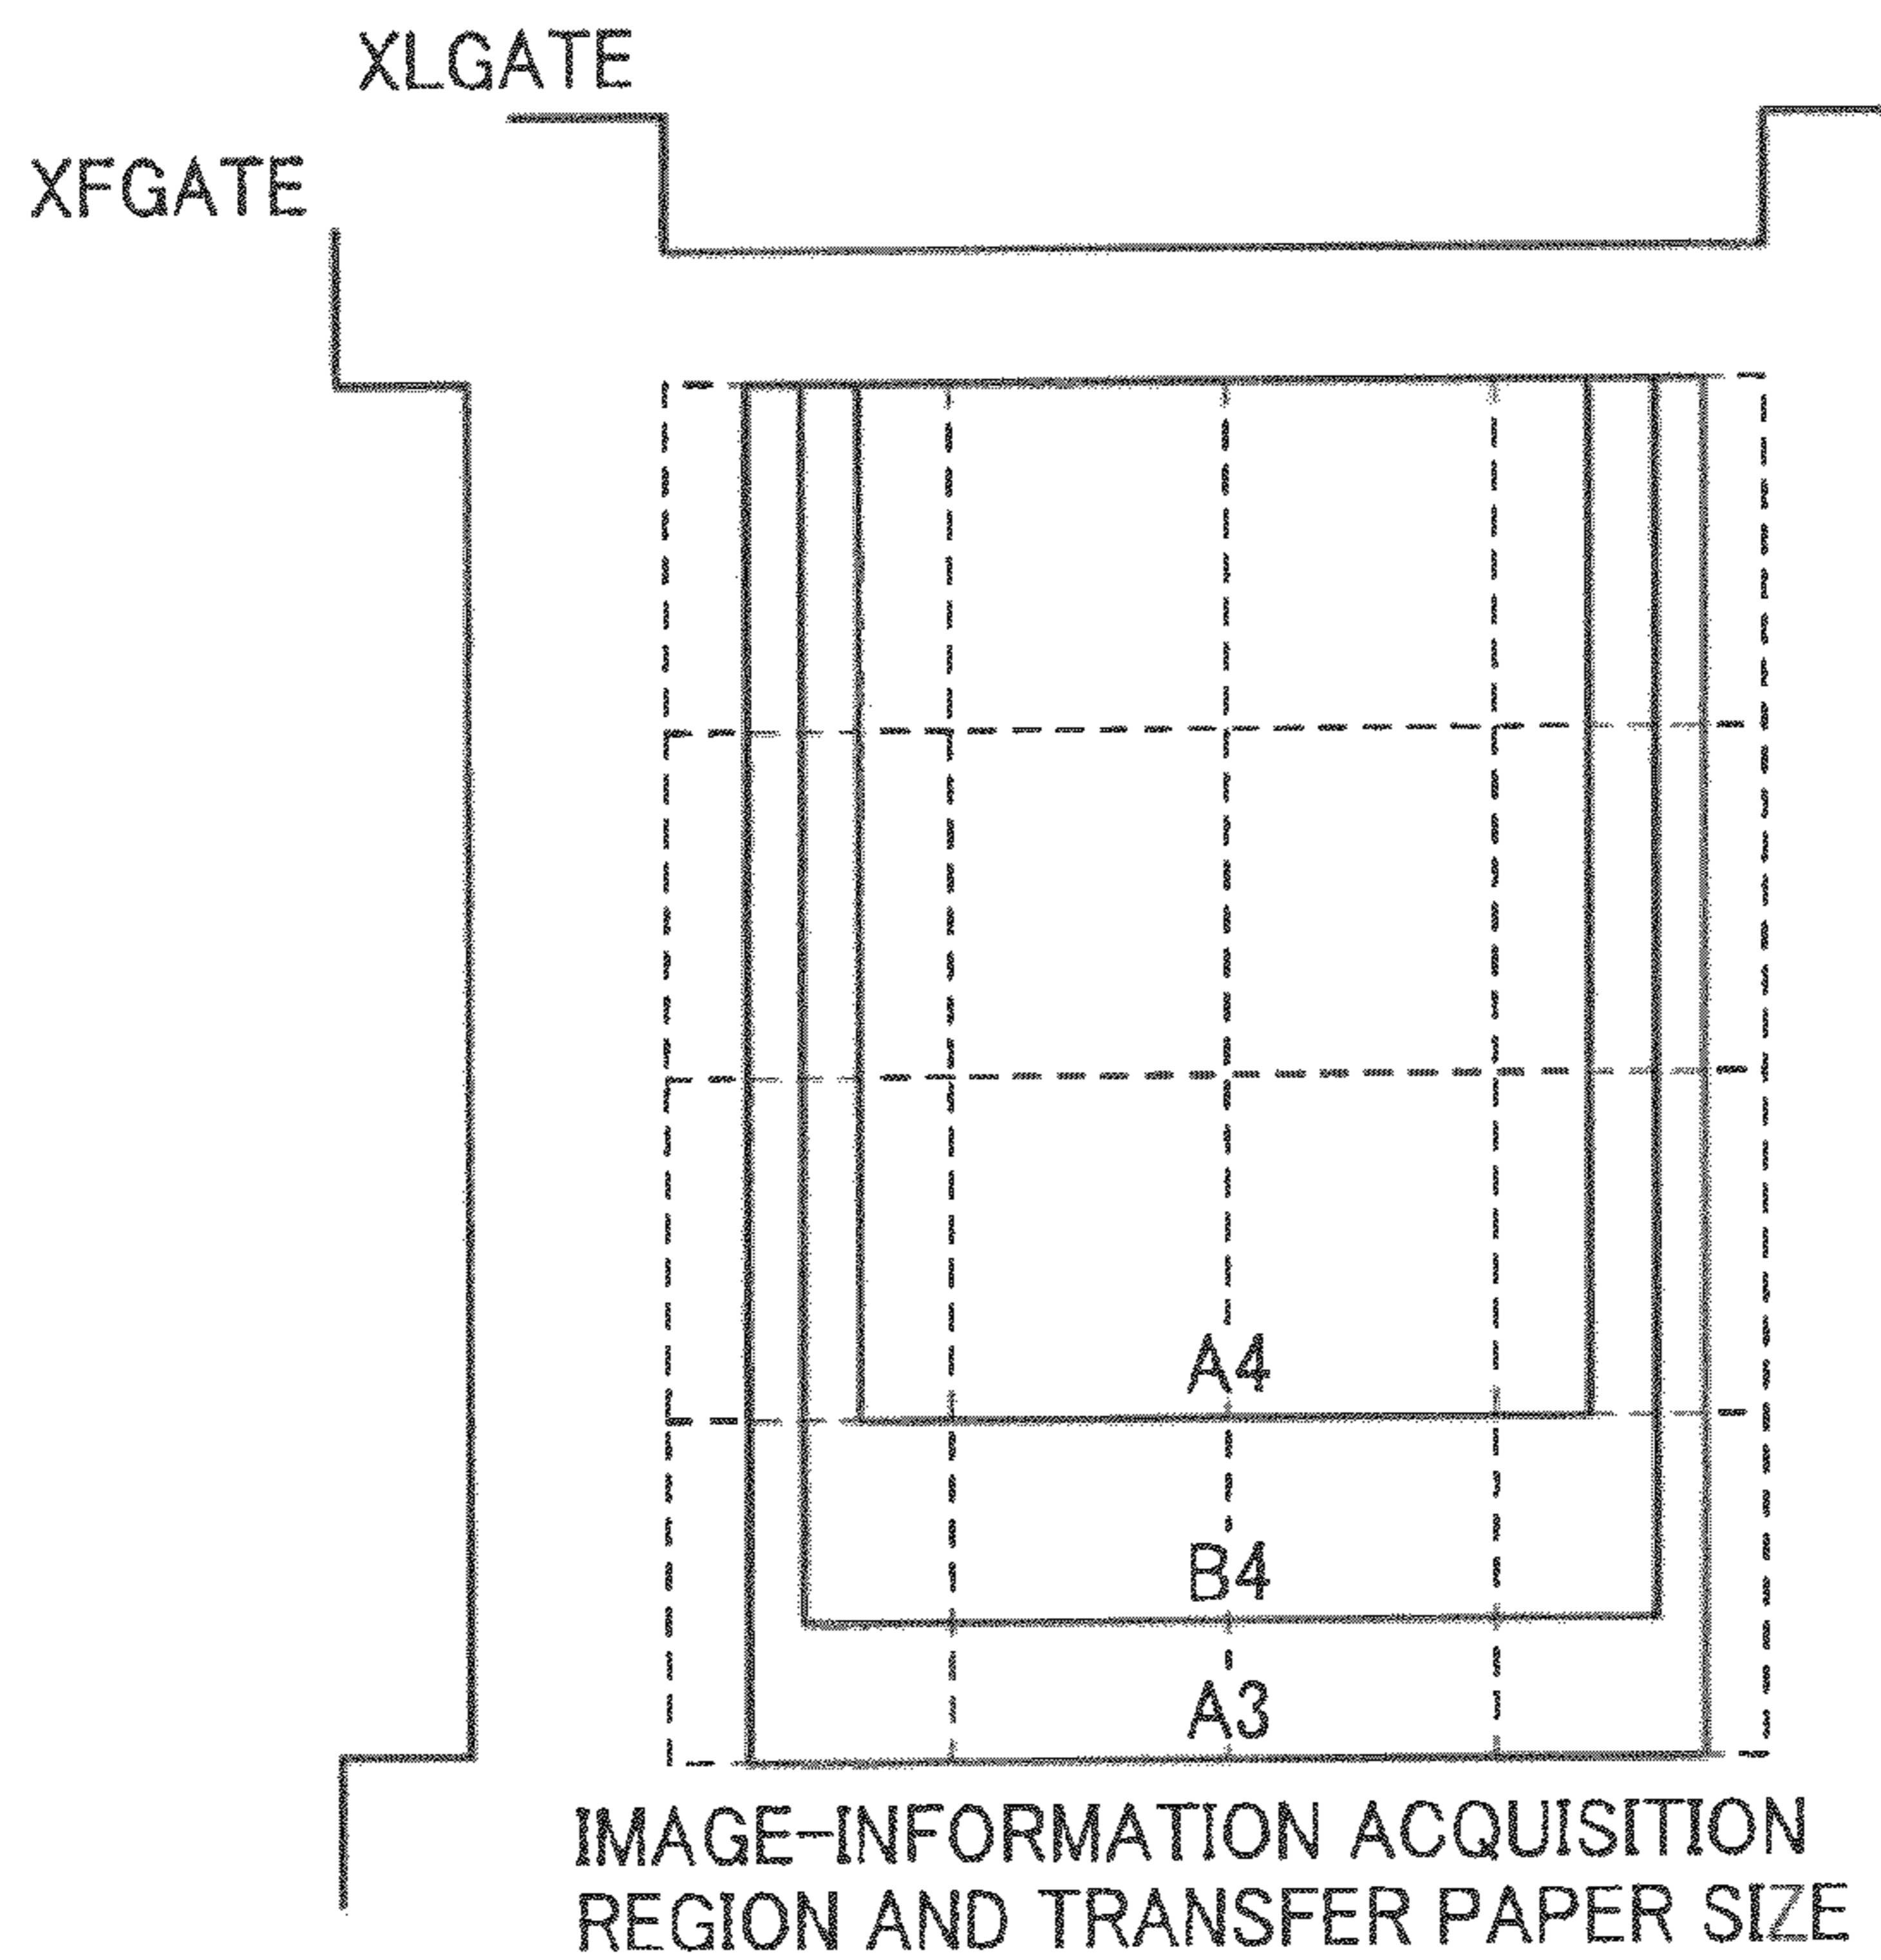 XLGATE
XFGATE
A4
B4
A3
IMAGE-INFORMATION ACQUISITION
REGION AND TRANSFER PAPER SIZE